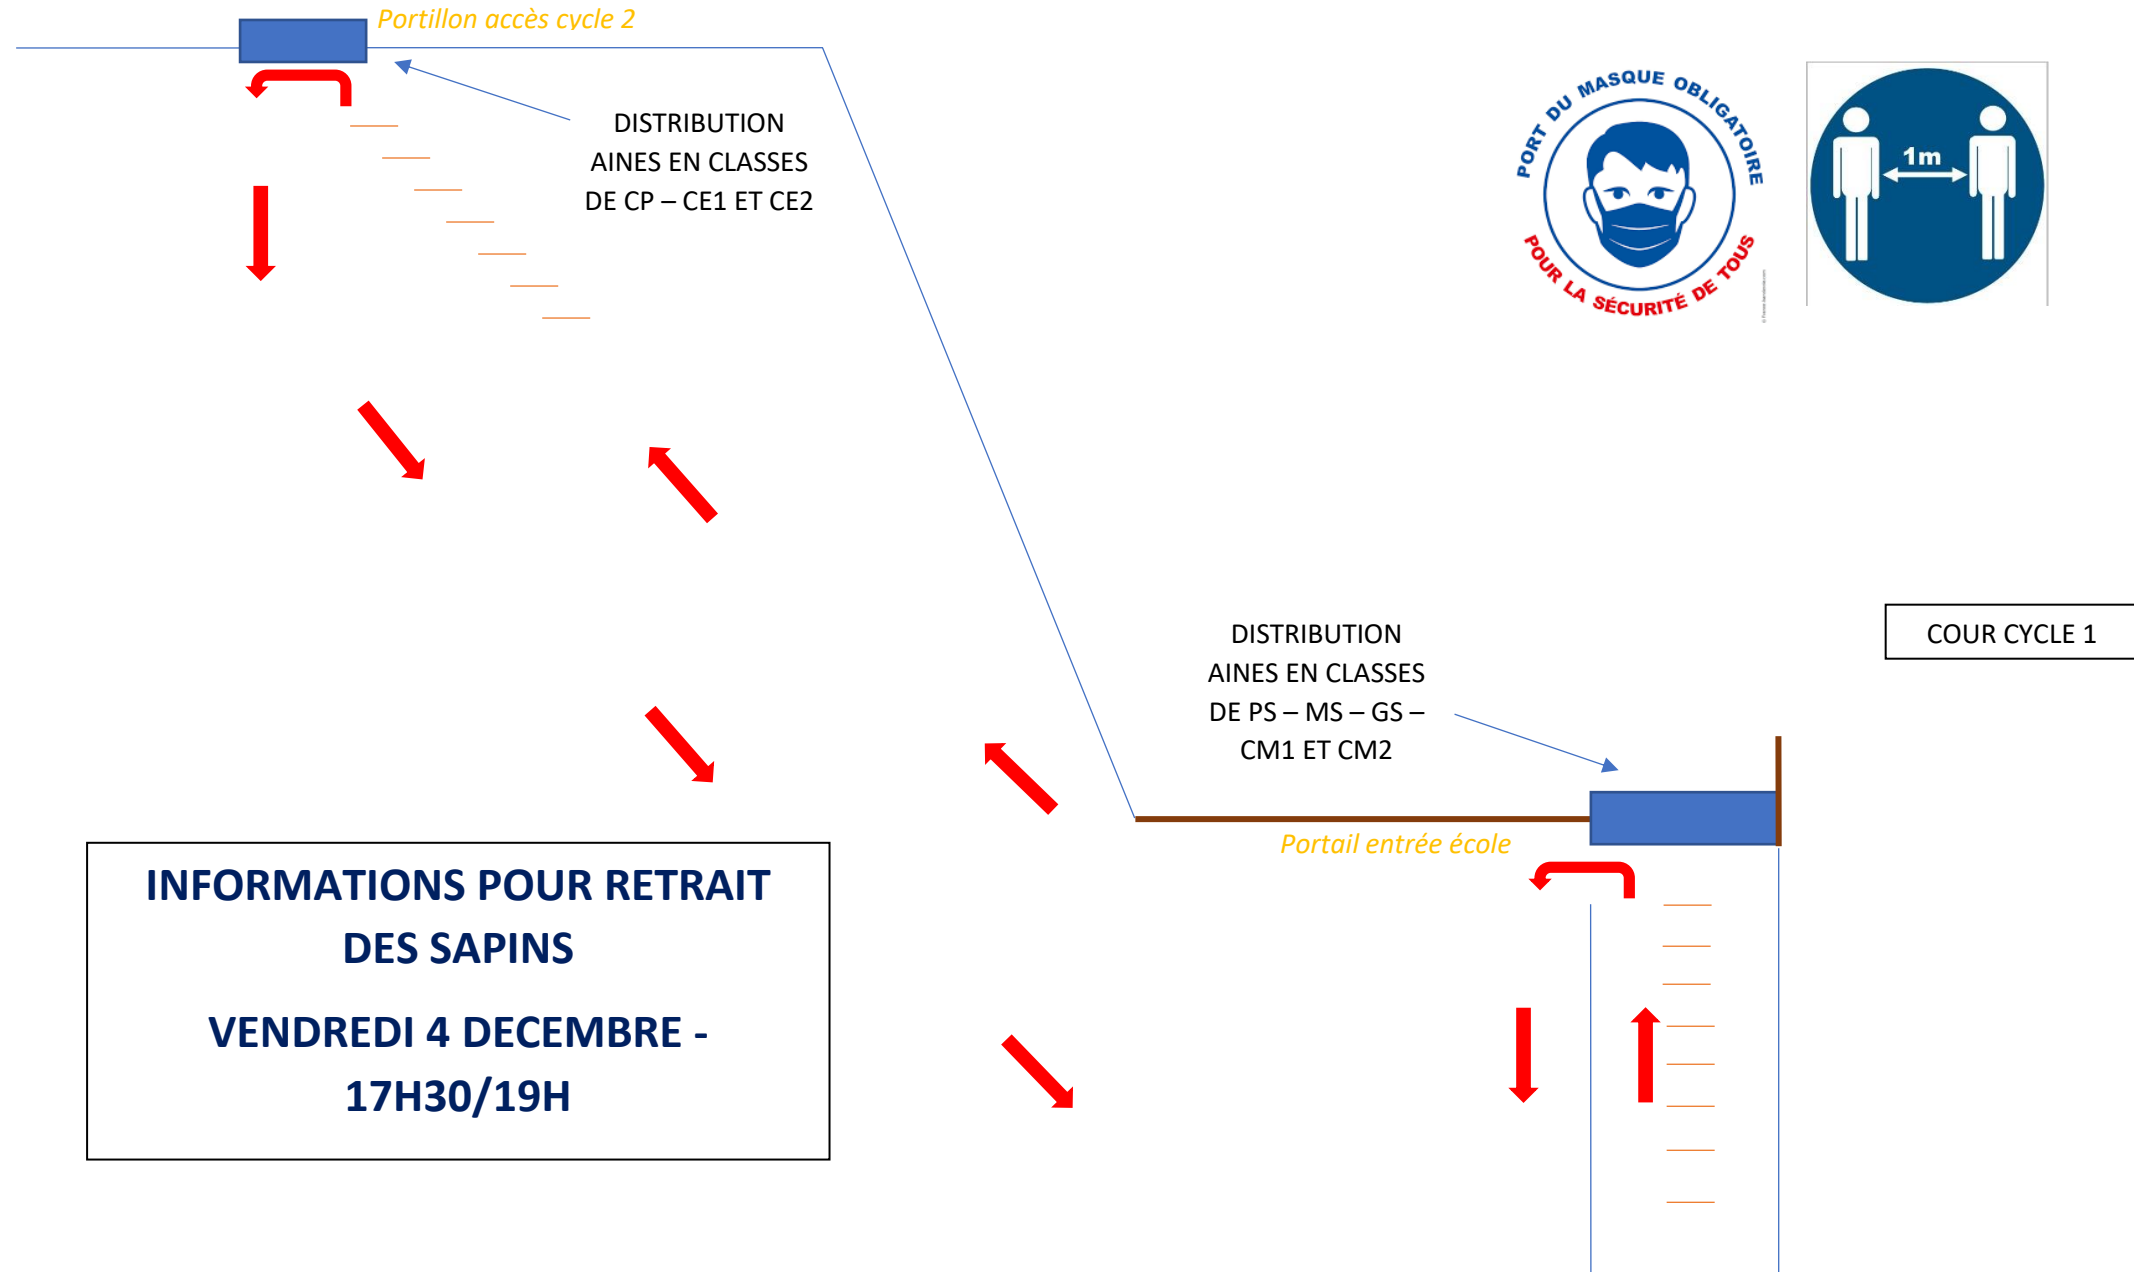 Portillon accès cycle 2
DISTRIBUTION
AINES EN CLASSES
DE CP – CE1 ET CE2
PORT DU MASQUE OBLIGATOIRE
POUR LA SÉCURITÉ DE TOUS
1m
DISTRIBUTION
AINES EN CLASSES
DE PS – MS – GS –
CM1 ET CM2
COUR CYCLE 1
Portail entrée école
INFORMATIONS POUR RETRAIT
DES SAPINS
VENDREDI 4 DECEMBRE -
17H30/19H